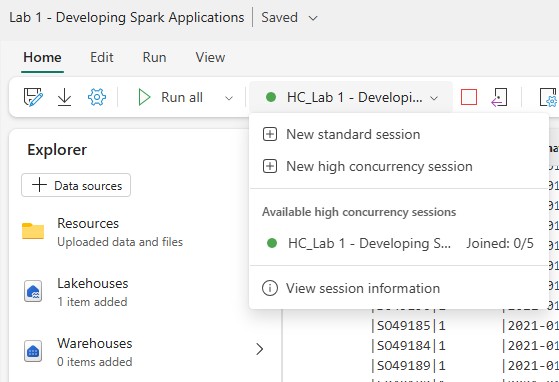 Lab 1 - Developing Spark Applications Saved
Home Edit Run View
Run all HC_Lab 1 - Developi...
New standard session
New high concurrency session
Available high concurrency sessions
HC_Lab 1 - Developing S... Joined: 0/5
View session information
Explorer
Data sources
Resources
Uploaded data and files
Lakehouses
1 item added
Warehouses
0 items added
|SO49185|1 |2021-01
|SO49184|1 |2021-01
|SO49189|1 |2021-01